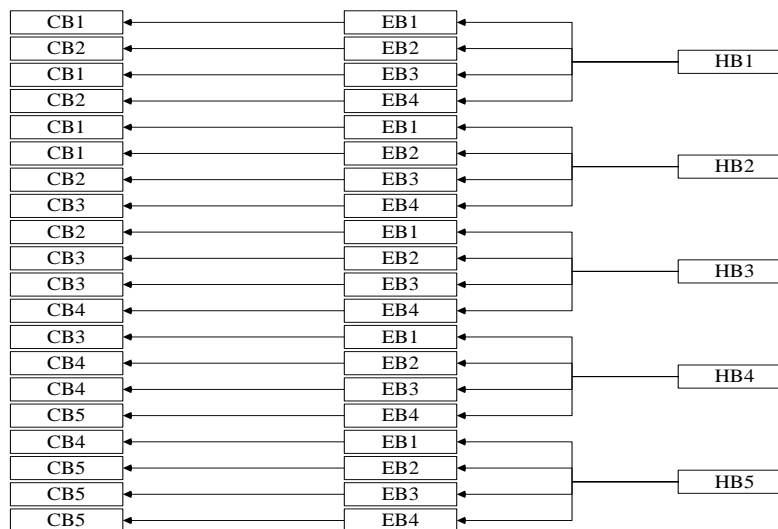 CB1 EB1
CB2 EB2 HB1
CB1 EB3
CB2 EB4
CB1 EB1
CB1 EB2 HB2
CB2 EB3
CB3 EB4
CB2 EB1
CB3 EB2 HB3
CB3 EB3
CB4 EB4
CB3 EB1
CB4 EB2 HB4
CB4 EB3
CB5 EB4
CB4 EB1
CB5 EB2 HB5
CB5 EB3
CB5 EB4